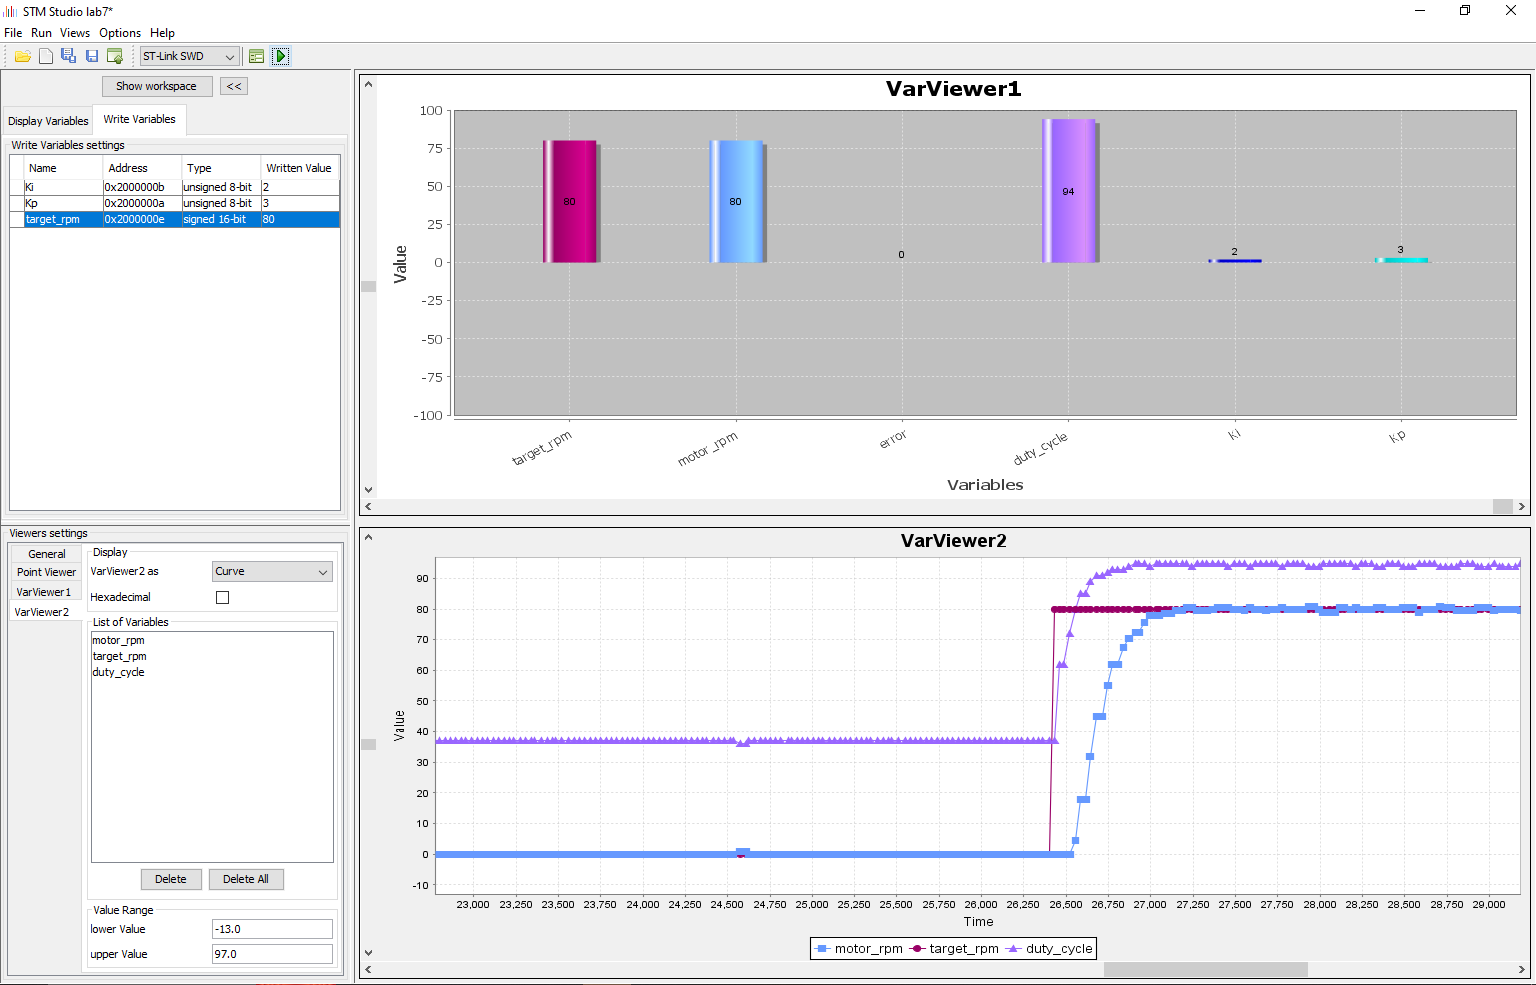 STM Studio lab7*
File Run Views Options Help
ST-Link SWD
Show workspace <<
Display Variables Write Variables
Write Variables settings
Name Address Type Written Value
Ki 0x2000000b unsigned 8-bit 2
Kp 0x2000000a unsigned 8-bit 3
target_rpm 0x2000000e signed 16-bit 80
Viewers settings
General
Point Viewer
VarViewer1
VarViewer2
Display
VarViewer2 as Curve
Hexadecimal
List of Variables
motor_rpm
target_rpm
duty_cycle
Delete Delete All
Value Range
lower Value -13.0
upper Value 97.0
VarViewer1
100
75
50
25
0
-25
-50
-75
-100
Value
80 80 0 94 2 3
target_rpm motor_rpm error duty_cycle Ki Kp
Variables
VarViewer2
90
80
70
60
50
40
30
20
10
0
-10
Value
23,000 23,250 23,500 23,750 24,000 24,250 24,500 24,750 25,000 25,250 25,500 25,750 26,000 26,250 26,500 26,750 27,000 27,250 27,500 27,750 28,000 28,250 28,500 28,750 29,000
Time
motor_rpm target_rpm duty_cycle